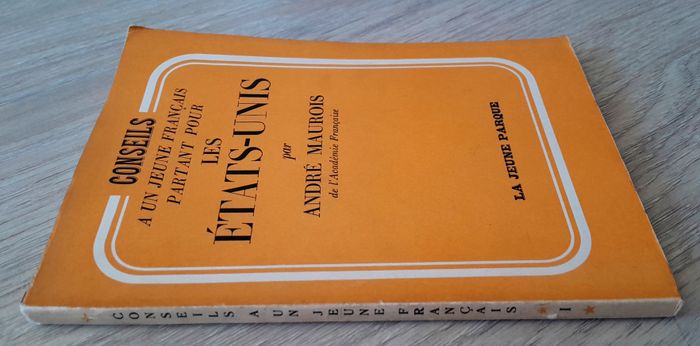 CONSEILS
A UN JEUNE FRANÇAIS
PARTANT POUR
LES
ÉTATS-UNIS
par
ANDRÉ MAUROIS
de l'Académie Française
LA JEUNE PARQUE
* CONSEILS A UN JEUNE FRANÇAIS * I *